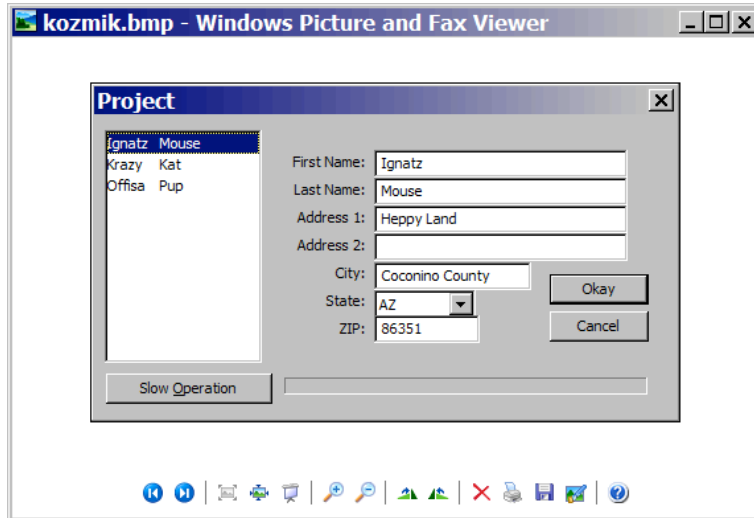 kozmik.bmp - Windows Picture and Fax Viewer
Project
Ignatz Mouse
Krazy Kat
Offisa Pup
First Name: Ignatz
Last Name: Mouse
Address 1: Heppy Land
Address 2:
City: Coconino County
State: AZ
ZIP: 86351
Okay
Cancel
Slow Operation